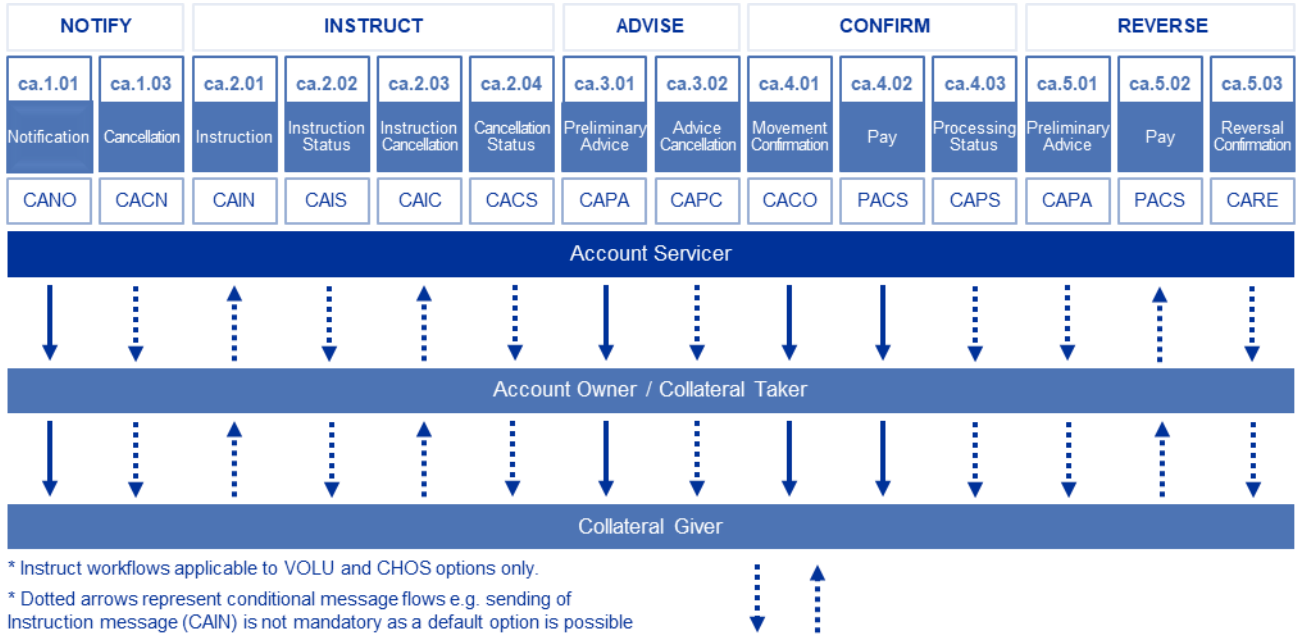 NOTIFY INSTRUCT ADVISE CONFIRM REVERSE
ca.1.01 ca.1.03 ca.2.01 ca.2.02 ca.2.03 ca.2.04 ca.3.01 ca.3.02 ca.4.01 ca.4.02 ca.4.03 ca.5.01 ca.5.02 ca.5.03
Notification Cancellation Instruction Instruction Status Instruction Cancellation Cancellation Status Preliminary Advice Advice Cancellation Movement Confirmation Pay Processing Status Preliminary Advice Pay Reversal Confirmation
CANO CACN CAIN CAIS CAIC CACS CAPA CAPC CACO PACS CAPS CAPA PACS CARE
Account Servicer
Account Owner / Collateral Taker
Collateral Giver
* Instruct workflows applicable to VOLU and CHOS options only.
* Dotted arrows represent conditional message flows e.g. sending of
Instruction message (CAIN) is not mandatory as a default option is possible